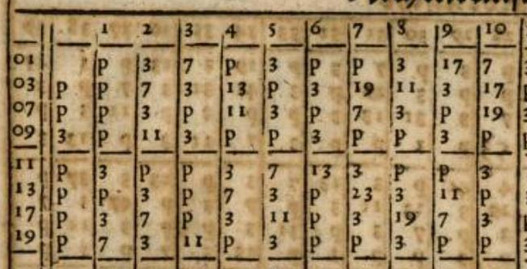 1 2 3 4 5 6 7 8 9 10
01 p 3 7 p 3 p p 3 17 7
03 p p 7 3 13 p 3 19 11 3 17
07 p p 3 p 11 3 p 7 3 p 19
09 3 p 11 3 p p 3 p p 3 p
11 p 3 p p 3 7 13 3 p p 3
13 p p 3 p 7 3 p 23 3 11 p
17 p 3 7 p 3 11 p 3 19 7 3
19 p 7 3 11 p 3 p p 3 p p